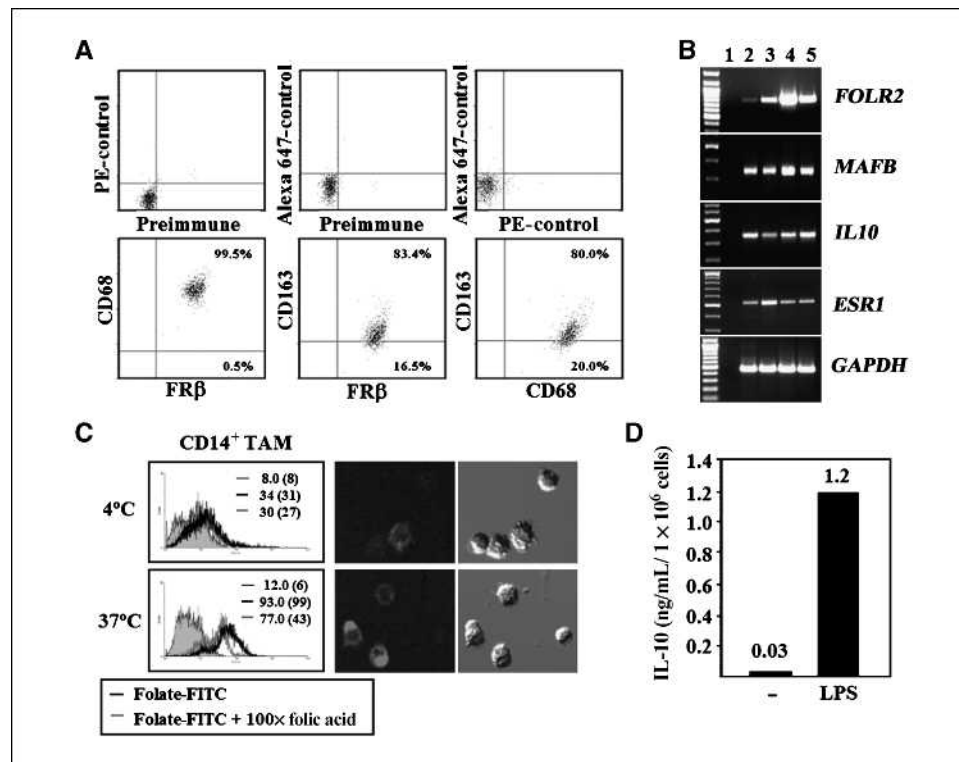 A
PE-control
Preimmune
Alexa 647-control
Preimmune
Alexa 647-control
PE-control
CD68
99.5%
0.5%
FRβ
CD163
83.4%
16.5%
FRβ
CD163
80.0%
20.0%
CD68
B
1 2 3 4 5
FOLR2
MAFB
IL10
ESR1
GAPDH
C
CD14+ TAM
4ºC
8.0 (8)
34 (31)
30 (27)
37ºC
12.0 (6)
93.0 (99)
77.0 (43)
Folate-FITC
Folate-FITC + 100× folic acid
D
IL-10 (ng/mL/ 1 × 10⁶ cells)
1.4
1.2
1.0
0.8
0.6
0.4
0.2
0.03
1.2
–
LPS